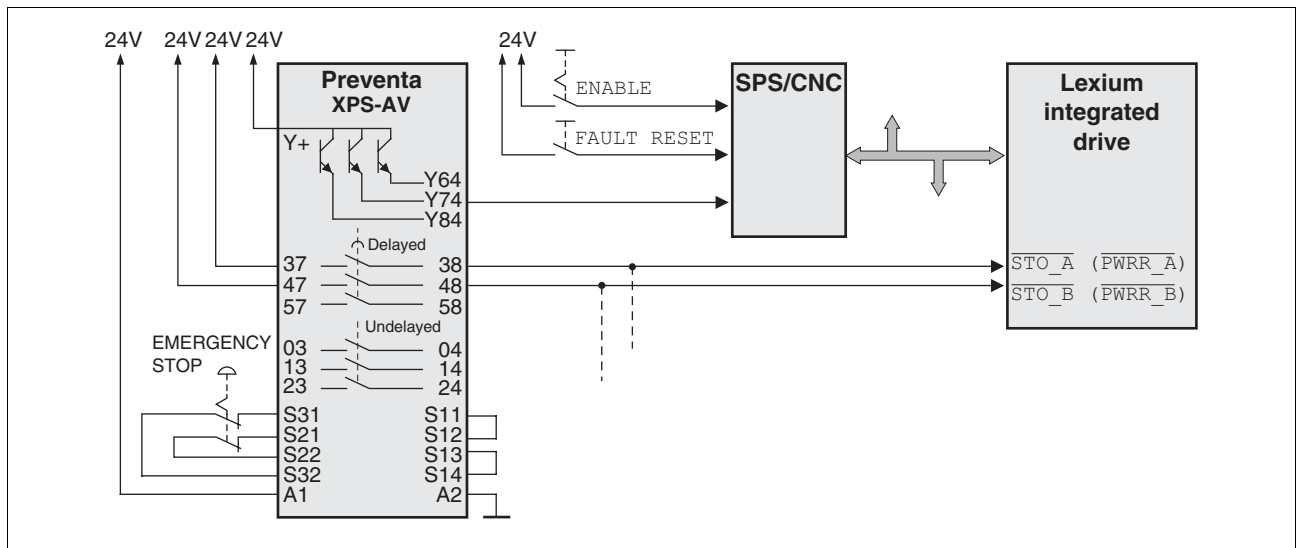 24V 24V 24V 24V 24V
Preventa
XPS-AV
SPS/CNC
Lexium
integrated
drive
ENABLE
FAULT RESET
Y+
Y64
Y74
Y84
Delayed
37 38
47 48
57 58
STO_A (PWRR_A)
STO_B (PWRR_B)
Undelayed
EMERGENCY
STOP
03 04
13 14
23 24
S31 S11
S21 S12
S22 S13
S32 S14
A1 A2